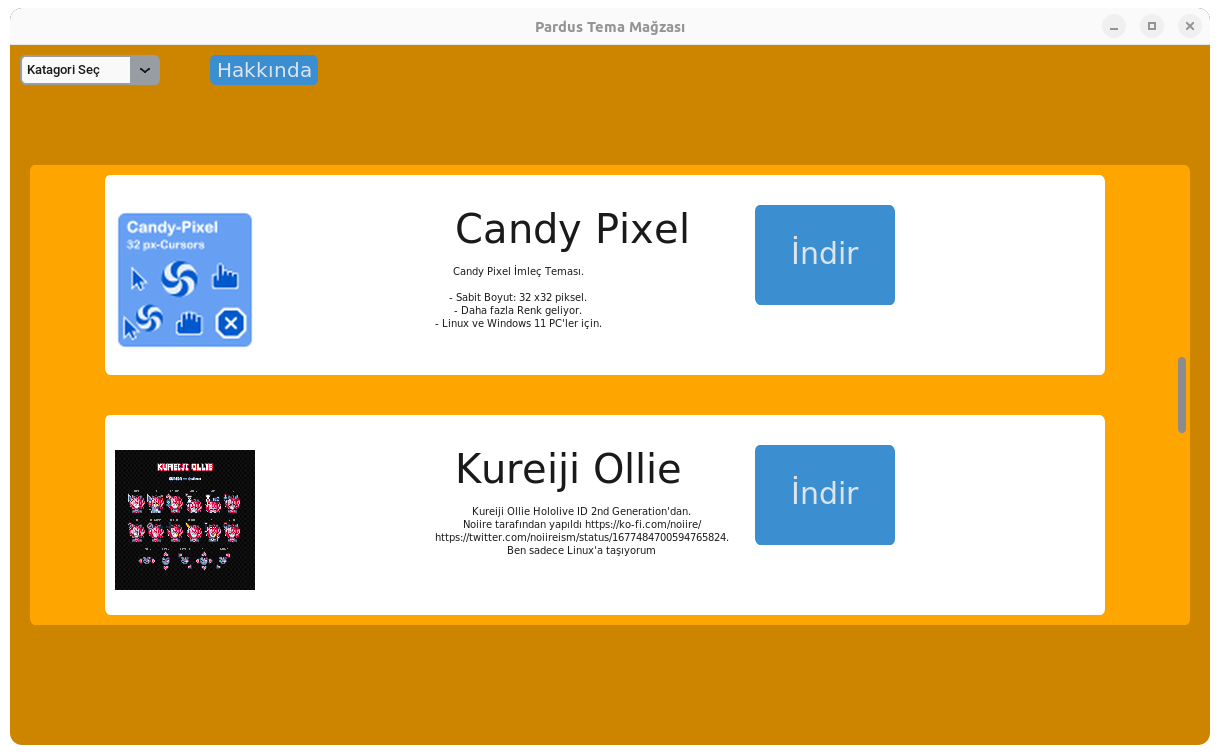 Pardus Tema Mağzası
Katagori Seç
Hakkında
Candy-Pixel
32 px-Cursors
Candy Pixel
Candy Pixel İmleç Teması.
- Sabit Boyut: 32 x32 piksel.
- Daha fazla Renk geliyor.
- Linux ve Windows 11 PC'ler için.
İndir
KUREIJI OLLIE
Kureiji Ollie
Kureiji Ollie Hololive ID 2nd Generation'dan.
Noiire tarafından yapıldı https://ko-fi.com/noiire/
https://twitter.com/noiireism/status/1677484700594765824.
Ben sadece Linux'a taşıyorum
İndir